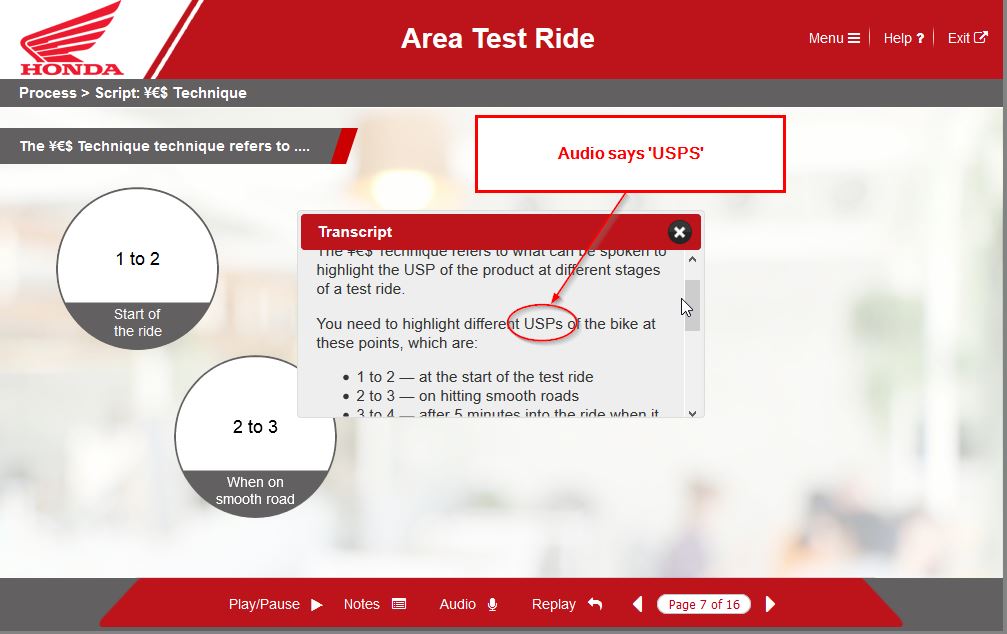 HONDA
Area Test Ride
Menu
Help ?
Exit
Process > Script: ¥€$ Technique
The ¥€$ Technique technique refers to ....
Audio says 'USPS'
1 to 2
Start of
the ride
2 to 3
When on
smooth road
Transcript
The ¥€$ Technique refers to what can be spoken to
highlight the USP of the product at different stages
of a test ride.
You need to highlight different USPs of the bike at
these points, which are:
• 1 to 2 — at the start of the test ride
• 2 to 3 — on hitting smooth roads
• 3 to 4 — after 5 minutes into the ride when it
Play/Pause
Notes
Audio
Replay
Page 7 of 16